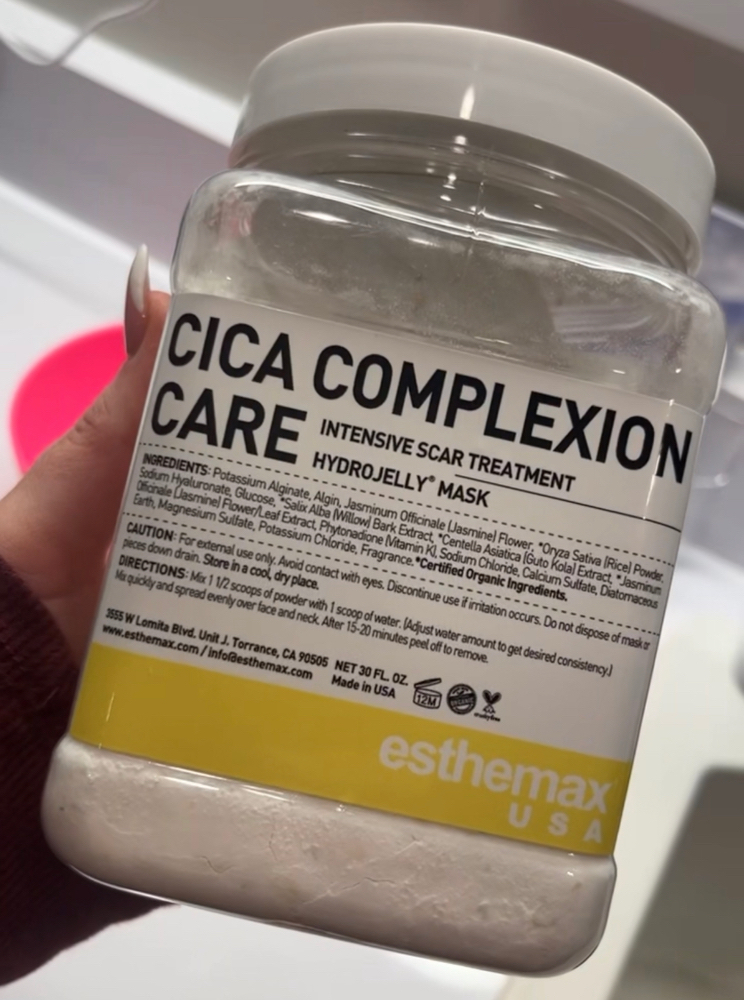 CICA COMPLEXION
CARE INTENSIVE SCAR TREATMENT
HYDROJELLY® MASK
INGREDIENTS: Potassium Alginate, Algin, Jasminum Officinale (Jasmine) Flower, *Oryza Sativa (Rice) Powder,
Sodium Hyaluronate, Glucose, *Salix Alba (Willow) Bark Extract, *Centella Asiatica (Guto Kola) Extract, *Jasminum
Officinale (Jasmine) Flower/Leaf Extract, Phytonadione (Vitamin K), Sodium Chloride, Calcium Sulfate, Diatomaceous
Earth, Magnesium Sulfate, Potassium Chloride, Fragrance. *Certified Organic Ingredients.
CAUTION: For external use only. Avoid contact with eyes. Discontinue use if irritation occurs. Do not dispose of mask or
pieces down drain. Store in a cool, dry place.
DIRECTIONS: Mix 1 1/2 scoops of powder with 1 scoop of water. (Adjust water amount to get desired consistency.)
Mix quickly and spread evenly over face and neck. After 15-20 minutes peel off to remove.
3555 W Lomita Blvd. Unit J. Torrance, CA 90505 NET 30 FL. OZ.
www.esthemax.com / info@esthemax.com Made in USA
12M
ORGANIC
cruelty-free
esthemax
USA